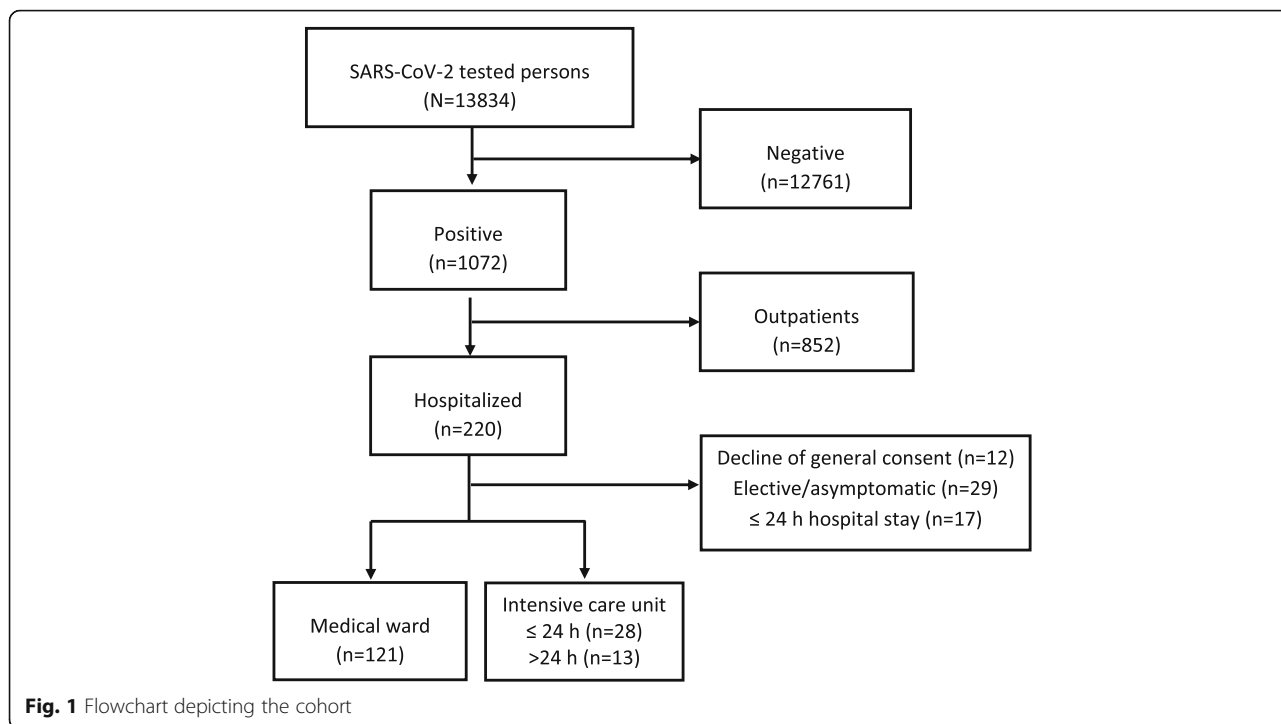 SARS-CoV-2 tested persons
(N=13834)
Negative
(n=12761)
Positive
(n=1072)
Outpatients
(n=852)
Hospitalized
(n=220)
Decline of general consent (n=12)
Elective/asymptomatic (n=29)
≤ 24 h hospital stay (n=17)
Medical ward
(n=121)
Intensive care unit
≤ 24 h (n=28)
>24 h (n=13)
Fig. 1 Flowchart depicting the cohort